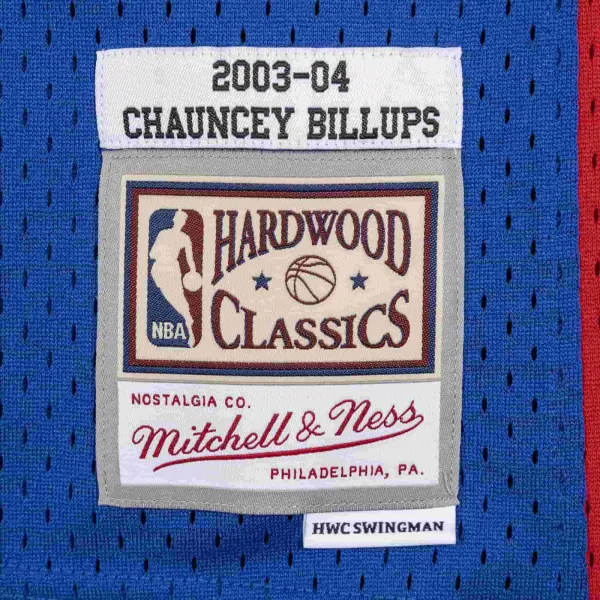 2003-04
CHAUNCEY BILLUPS
NBA
HARDWOOD
CLASSICS
NOSTALGIA CO.
Mitchell & Ness
PHILADELPHIA, PA.
HWC SWINGMAN